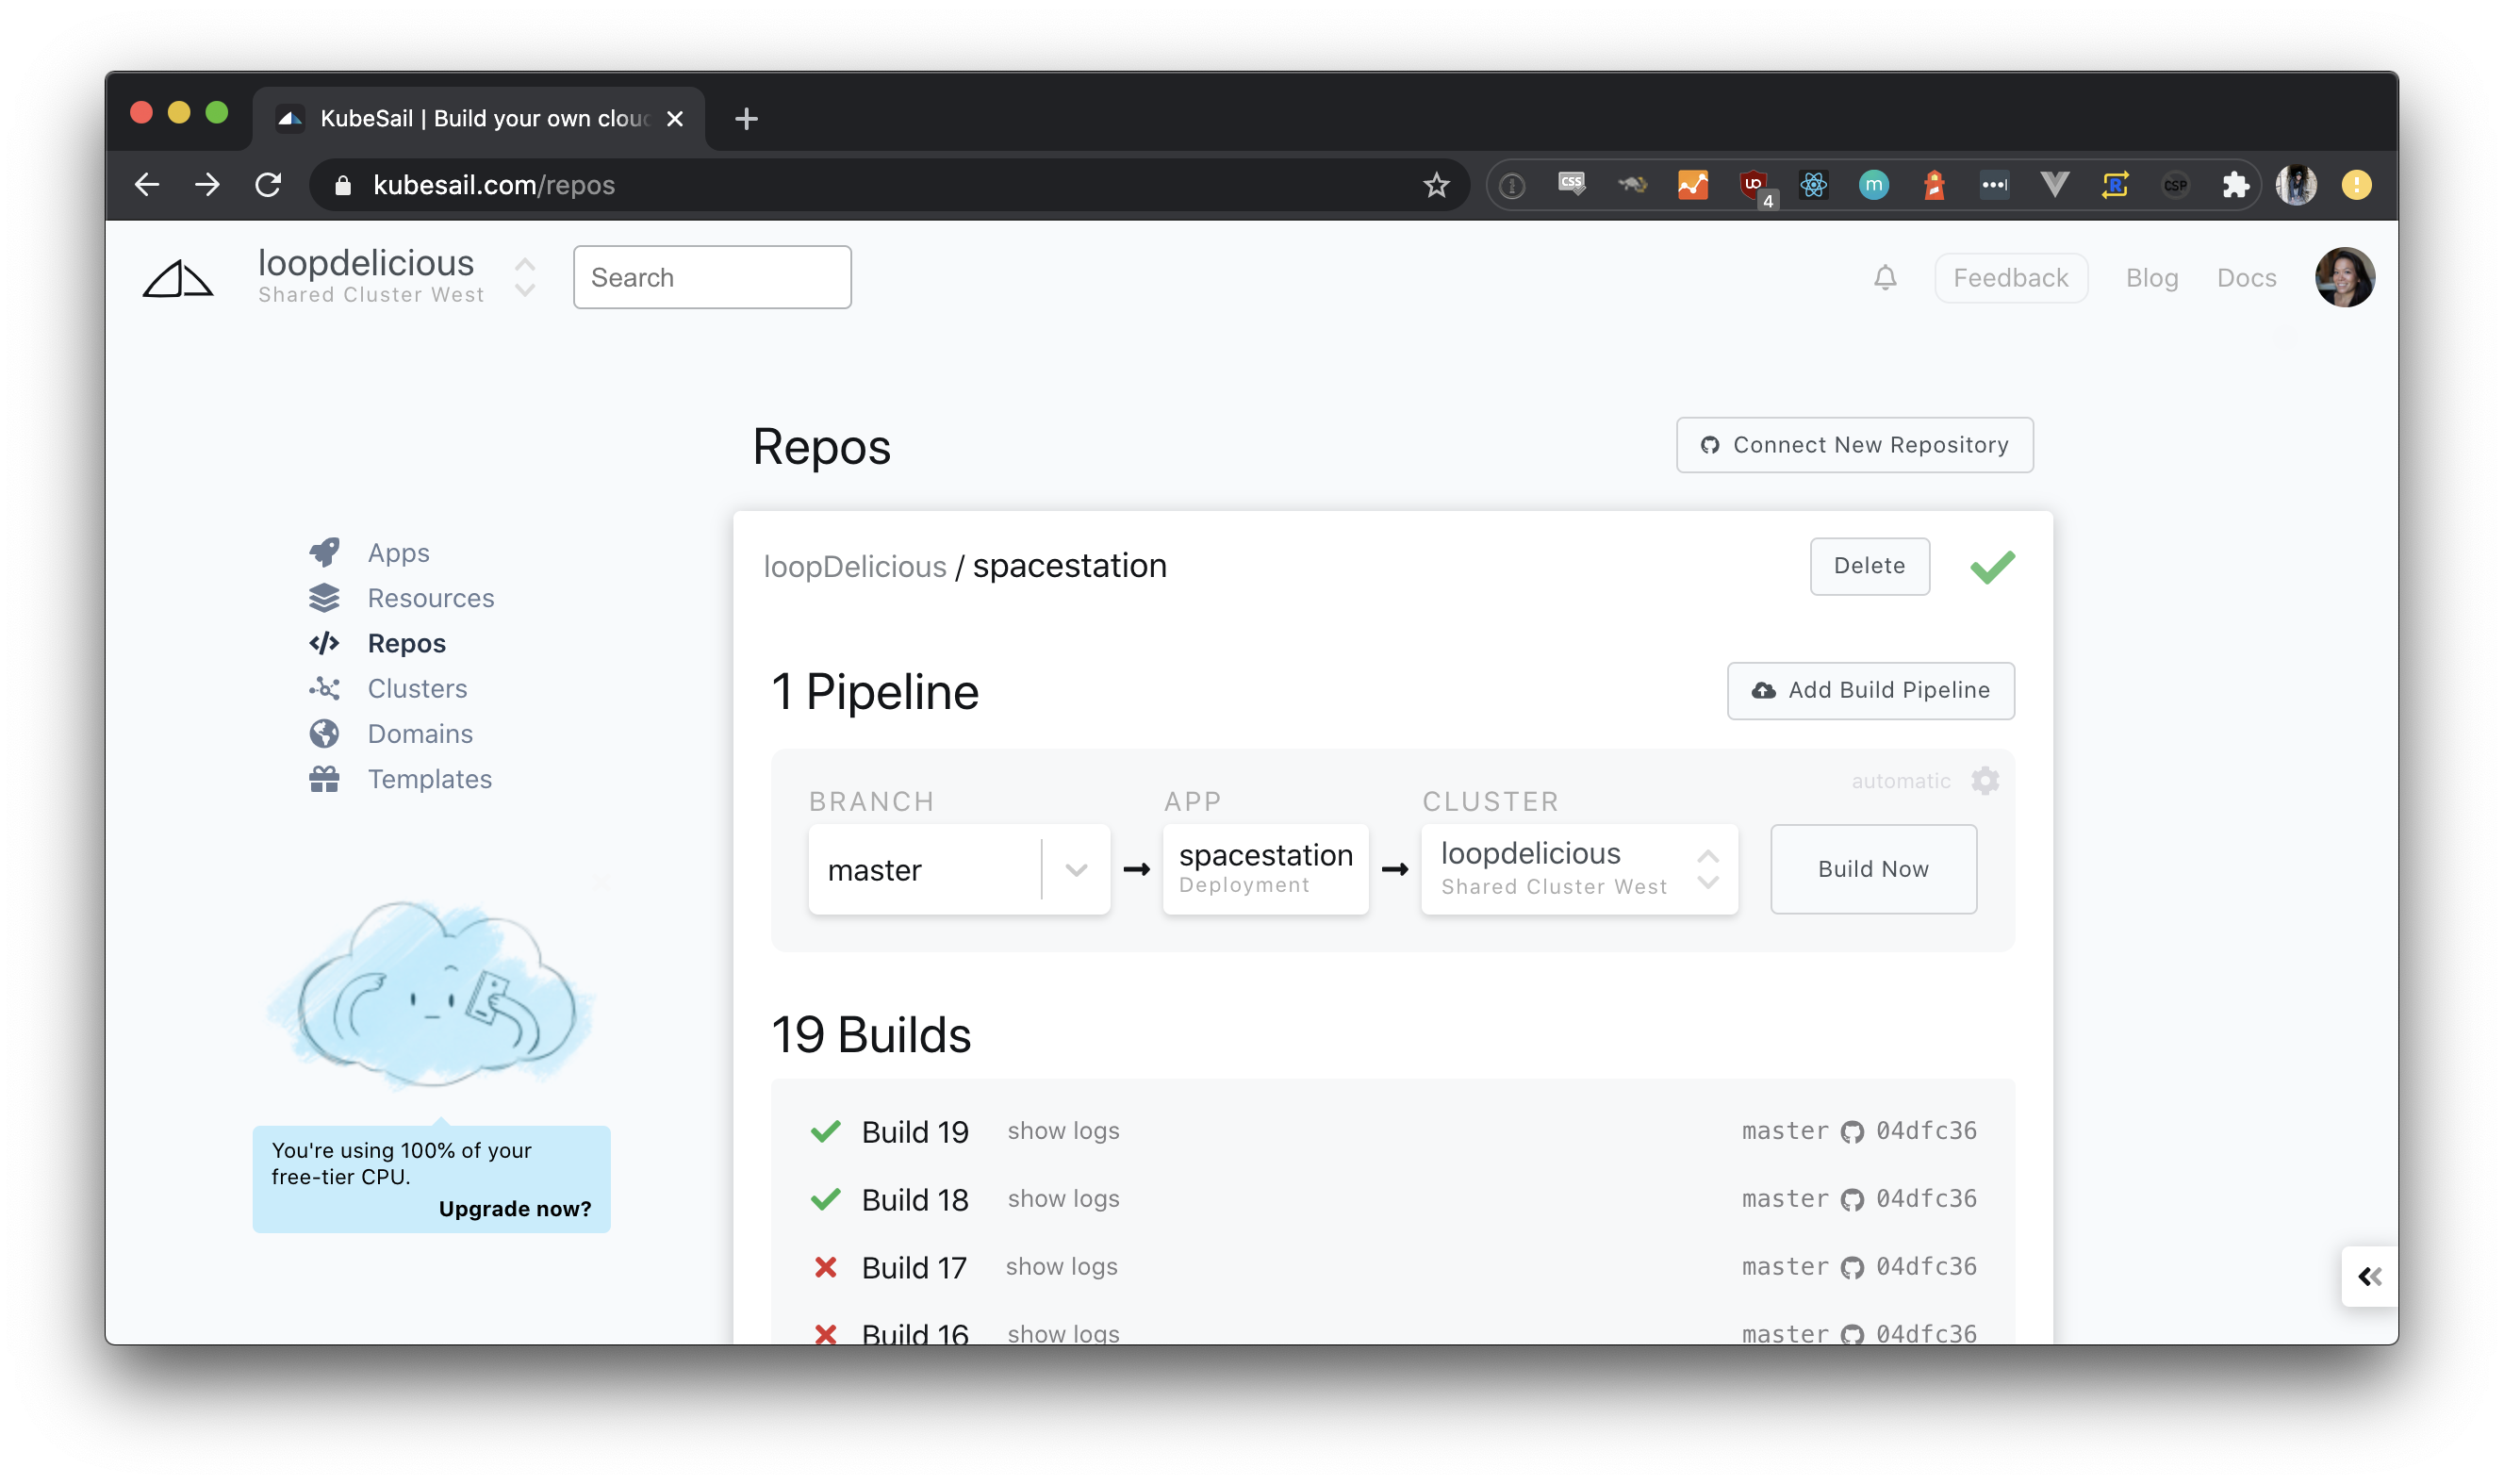 KubeSail | Build your own clou
kubesail.com/repos
CSS
4
m
R
CSP
loopdelicious
Shared Cluster West
Search
Feedback
Blog
Docs
Repos
Connect New Repository
Apps
Resources
Repos
Clusters
Domains
Templates
You're using 100% of your
free-tier CPU.
Upgrade now?
loopDelicious / spacestation
Delete
1 Pipeline
Add Build Pipeline
automatic
BRANCH
APP
CLUSTER
master
spacestation
Deployment
loopdelicious
Shared Cluster West
Build Now
19 Builds
Build 19 show logs master 04dfc36
Build 18 show logs master 04dfc36
Build 17 show logs master 04dfc36
Build 16 show logs master 04dfc36